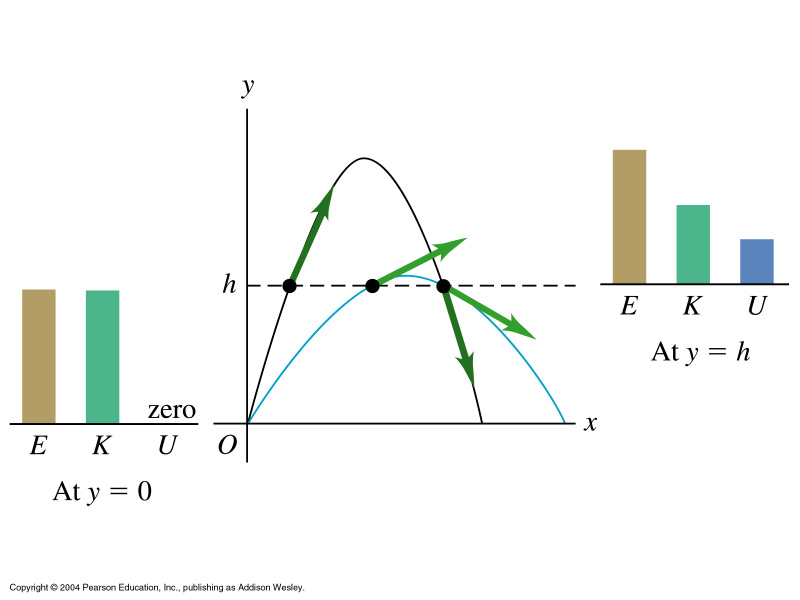 y
h
E K U
At y = h
zero
O
x
E K U
At y = 0
Copyright © 2004 Pearson Education, Inc., publishing as Addison Wesley.